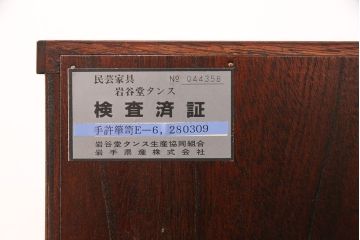 民芸家具 № 044358
岩谷堂タンス
検査済証
手許箪笥E-6, 280309
岩谷堂タンス生産協同組合
岩手県産株式会社